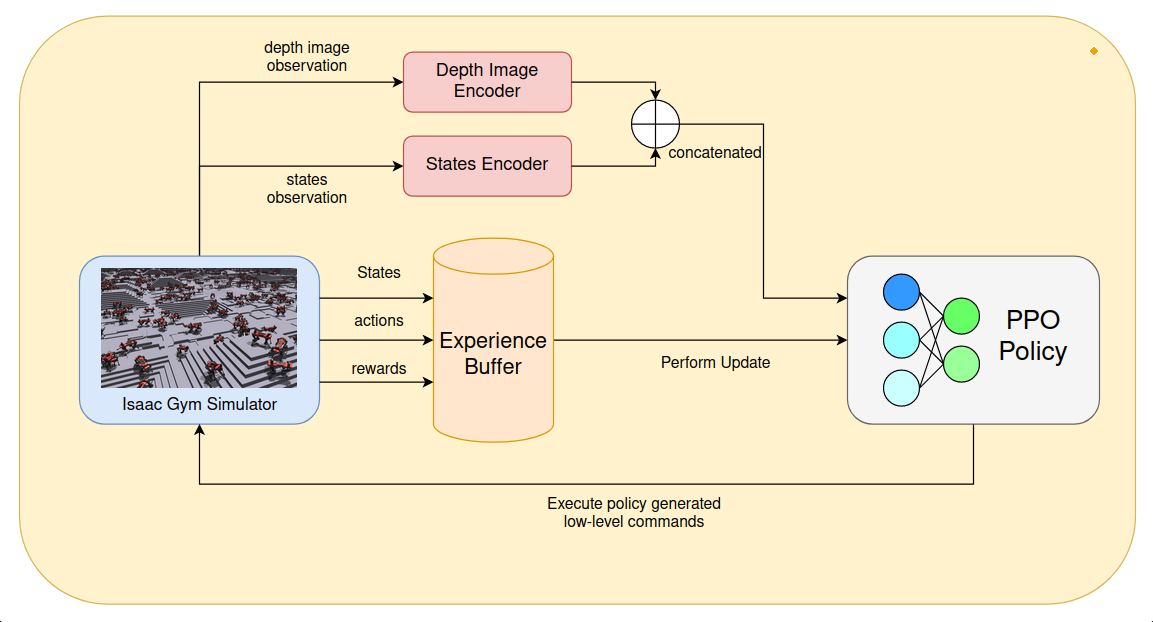 depth image
observation
Depth Image
Encoder
States Encoder
concatenated
states
observation
States
actions
rewards
Experience
Buffer
Perform Update
PPO
Policy
Isaac Gym Simulator
Execute policy generated
low-level commands